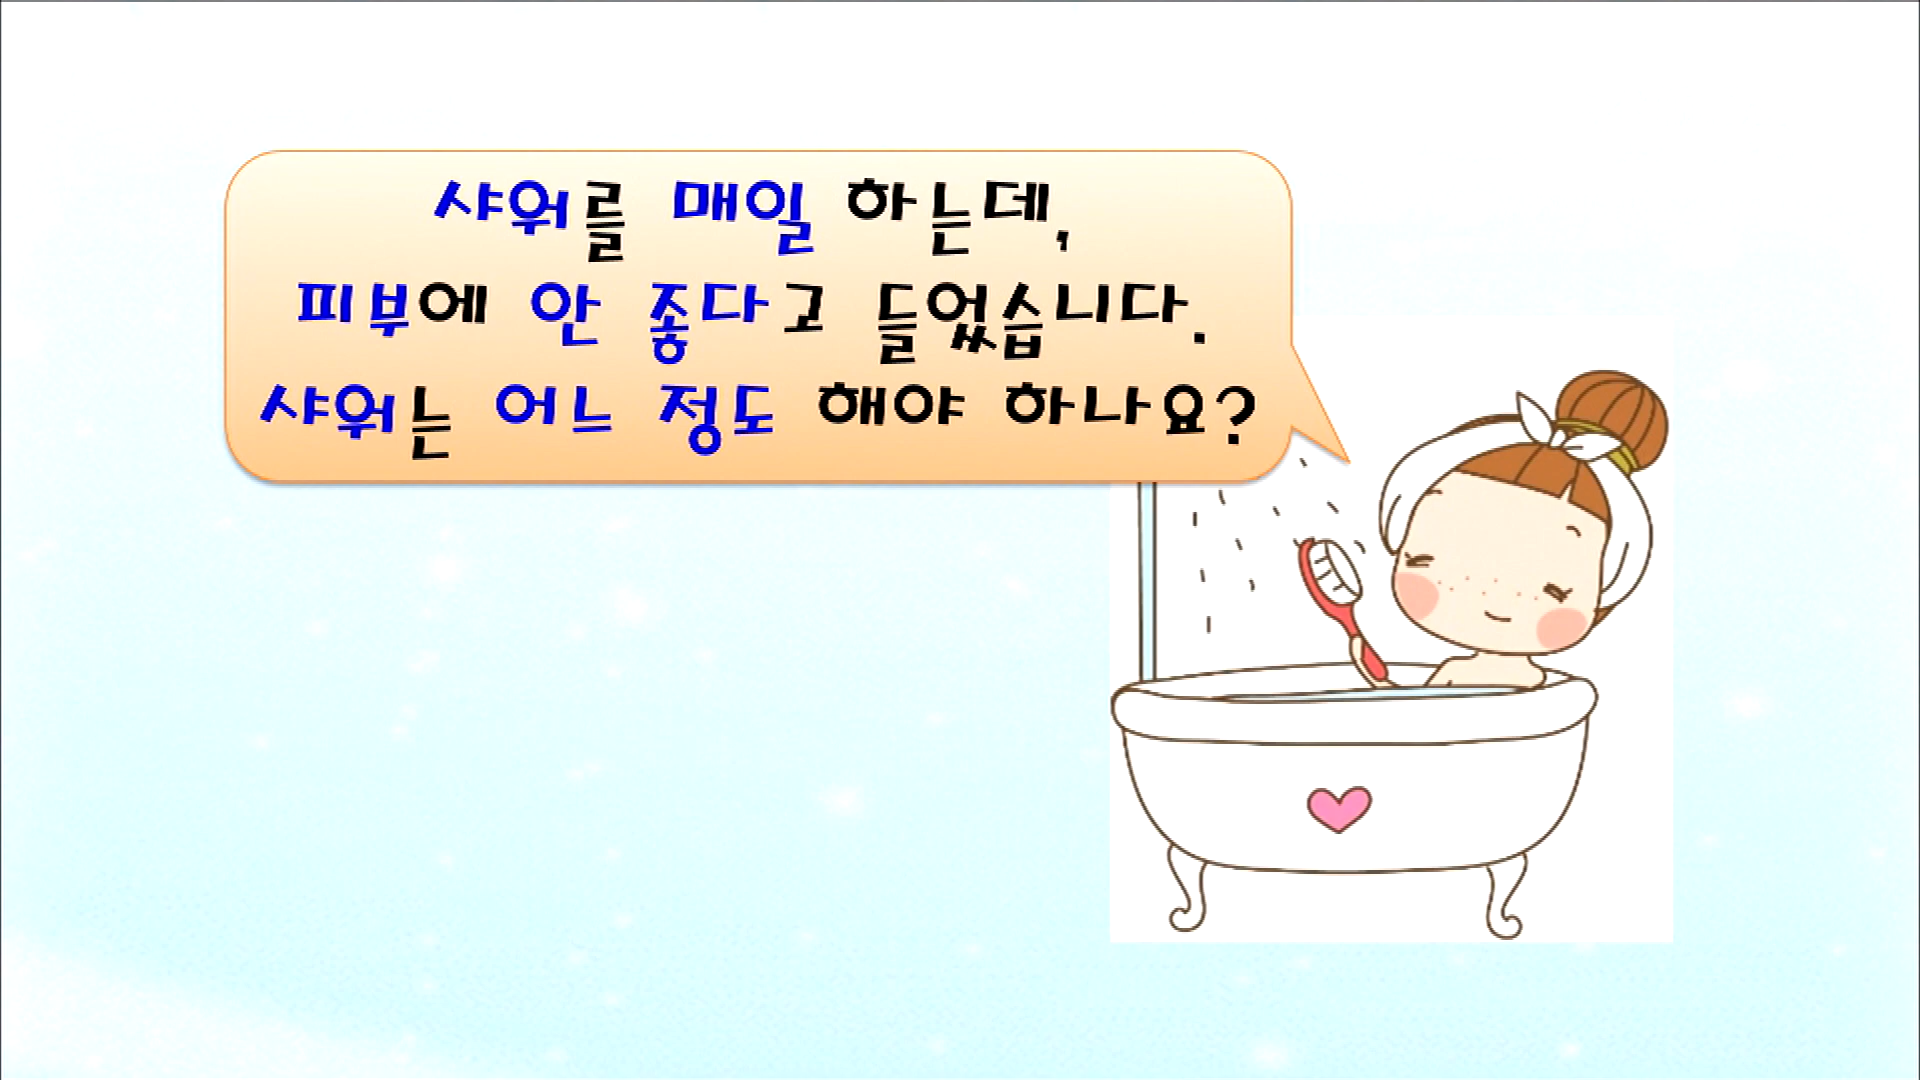 샤워를 매일 하는데,
피부에 안 좋다고 들었습니다.
샤워는 어느 정도 해야 하나요?